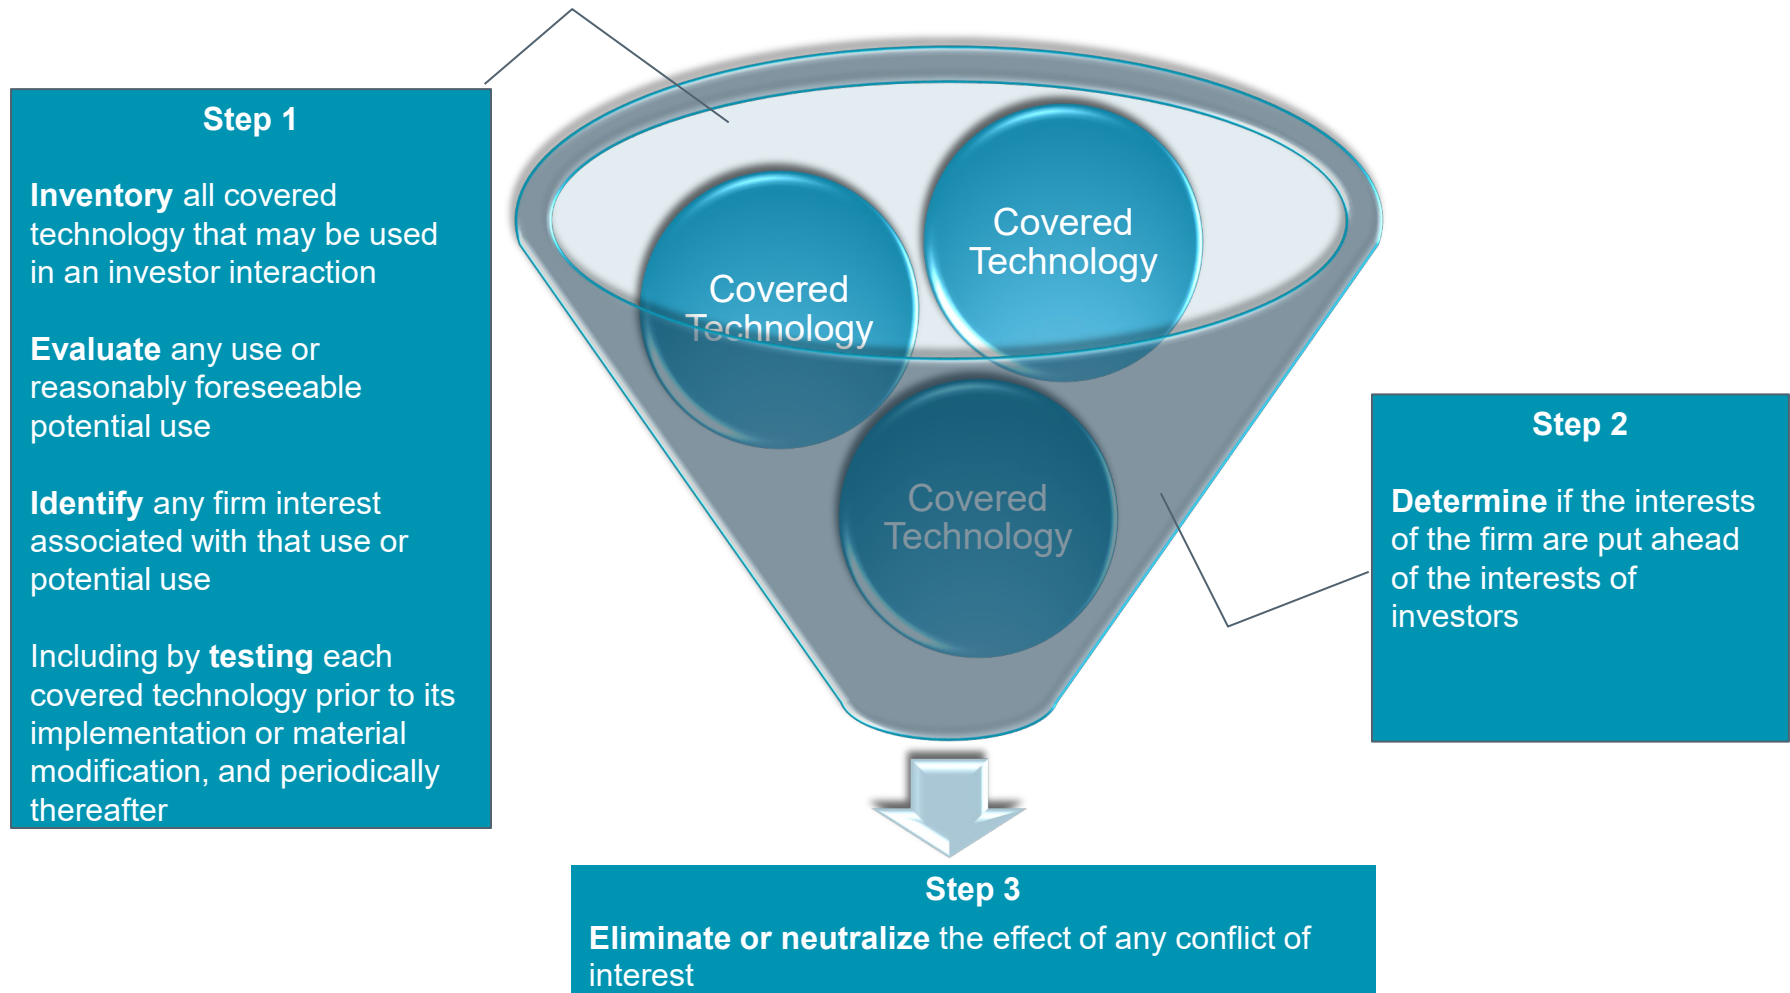 Step 1
Inventory all covered
technology that may be used
in an investor interaction
Evaluate any use or
reasonably foreseeable
potential use
Identify any firm interest
associated with that use or
potential use
Including by testing each
covered technology prior to its
implementation or material
modification, and periodically
thereafter
Covered
Technology
Covered
Technology
Covered
Technology
Step 2
Determine if the interests
of the firm are put ahead
of the interests of
investors
Step 3
Eliminate or neutralize the effect of any conflict of
interest